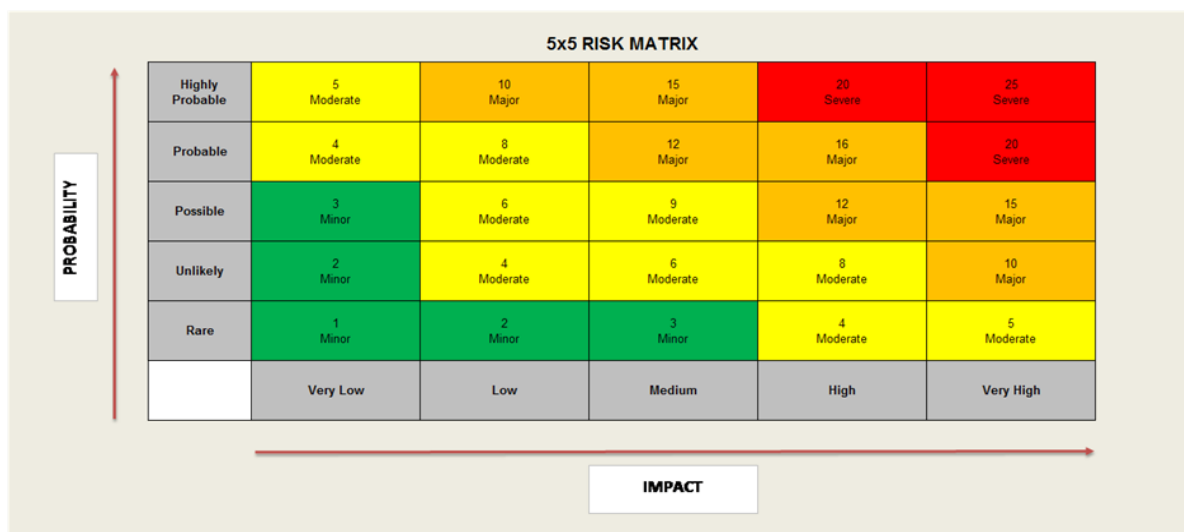 5x5 RISK MATRIX
PROBABILITY
Highly
Probable
5
Moderate
10
Major
15
Major
20
Severe
25
Severe
Probable
4
Moderate
8
Moderate
12
Major
16
Major
20
Severe
Possible
3
Minor
6
Moderate
9
Moderate
12
Major
15
Major
Unlikely
2
Minor
4
Moderate
6
Moderate
8
Moderate
10
Major
Rare
1
Minor
2
Minor
3
Minor
4
Moderate
5
Moderate
Very Low
Low
Medium
High
Very High
IMPACT